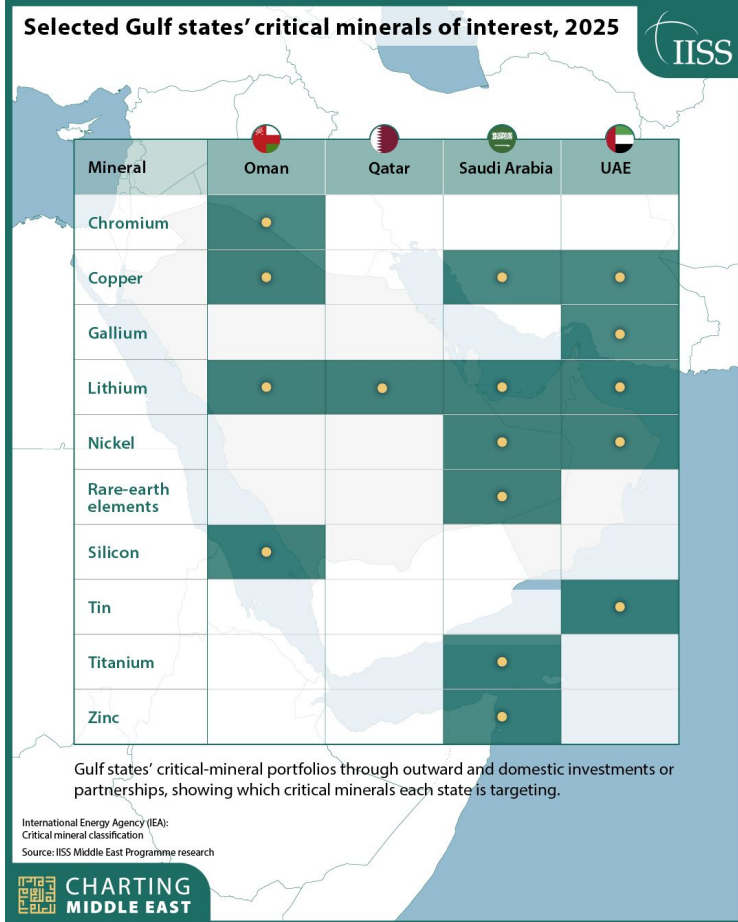 Selected Gulf states’ critical minerals of interest, 2025
IISS
Mineral Oman Qatar Saudi Arabia UAE
Chromium
Copper
Gallium
Lithium
Nickel
Rare-earth
elements
Silicon
Tin
Titanium
Zinc
Gulf states’ critical-mineral portfolios through outward and domestic investments or
partnerships, showing which critical minerals each state is targeting.
International Energy Agency (IEA):
Critical mineral classification
Source: IISS Middle East Programme research
CHARTING
MIDDLE EAST